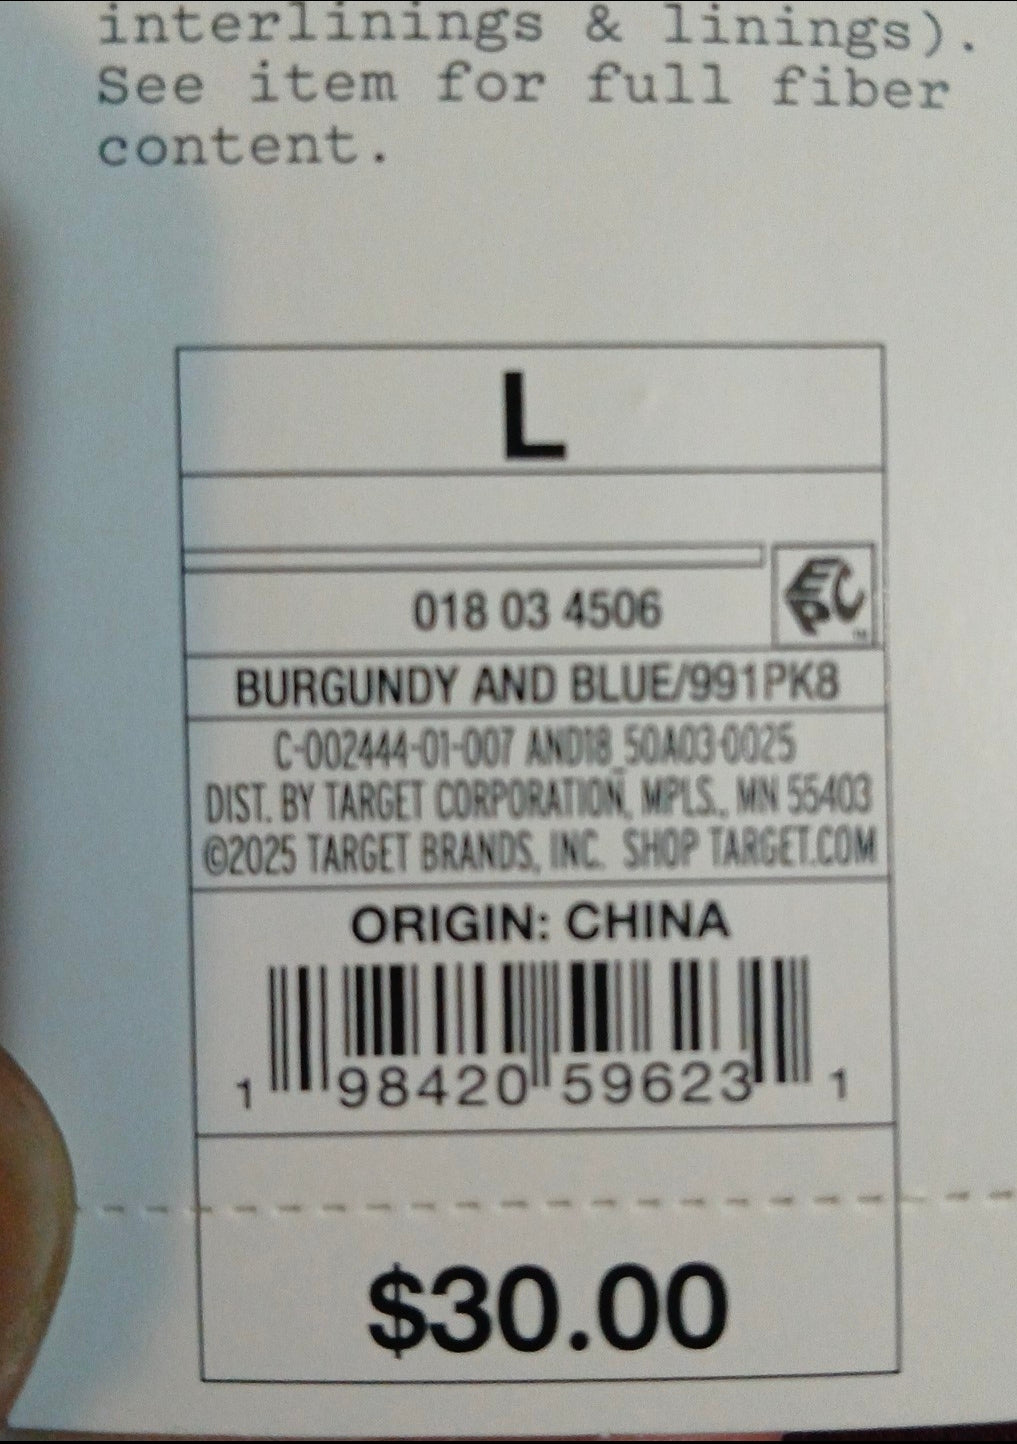 interlinings & linings).
See item for full fiber
content.
L
018 03 4506
EPC
TM
BURGUNDY AND BLUE/991PK8
C-002444-01-007 AND18_50A03-0025
DIST. BY TARGET CORPORATION, MPLS., MN 55403
©2025 TARGET BRANDS, INC. SHOP TARGET.COM
ORIGIN: CHINA
1 98420 59623 1
$30.00